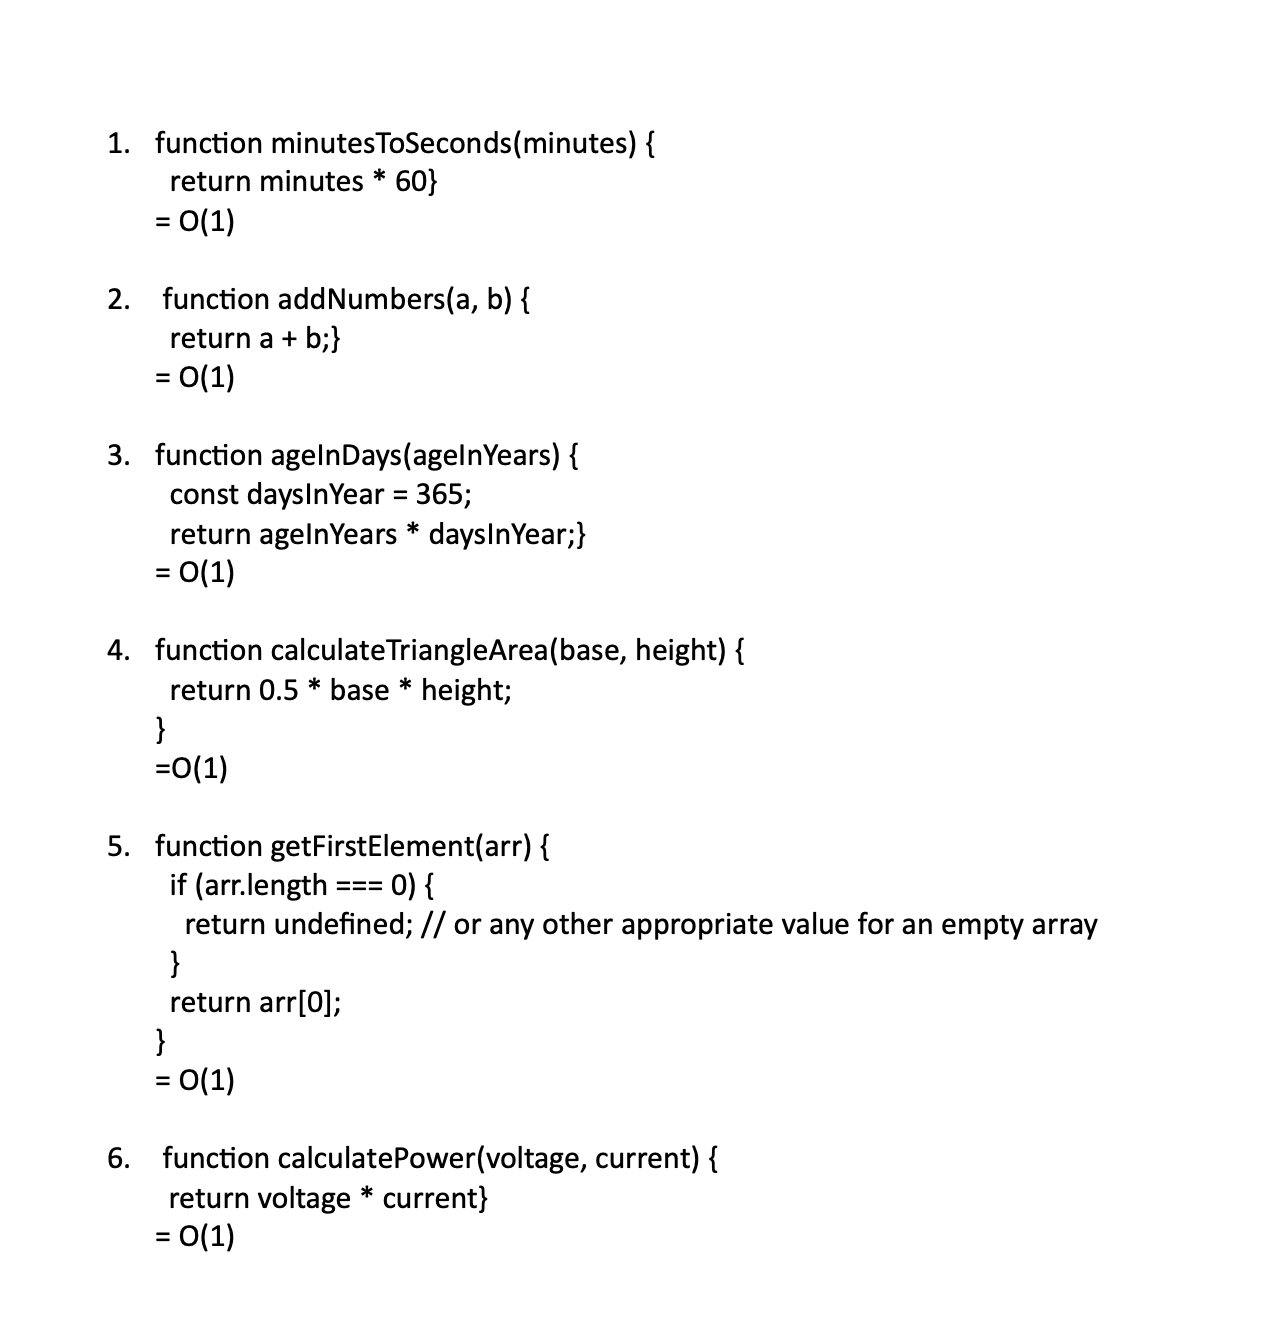 1. function minutesToSeconds(minutes) {
return minutes * 60}
= O(1)
2. function addNumbers(a, b) {
return a + b;}
= O(1)
3. function ageInDays(ageInYears) {
const daysInYear = 365;
return ageInYears * daysInYear;}
= O(1)
4. function calculateTriangleArea(base, height) {
return 0.5 * base * height;
}
=O(1)
5. function getFirstElement(arr) {
if (arr.length === 0) {
return undefined; // or any other appropriate value for an empty array
}
return arr[0];
}
= O(1)
6. function calculatePower(voltage, current) {
return voltage * current}
= O(1)